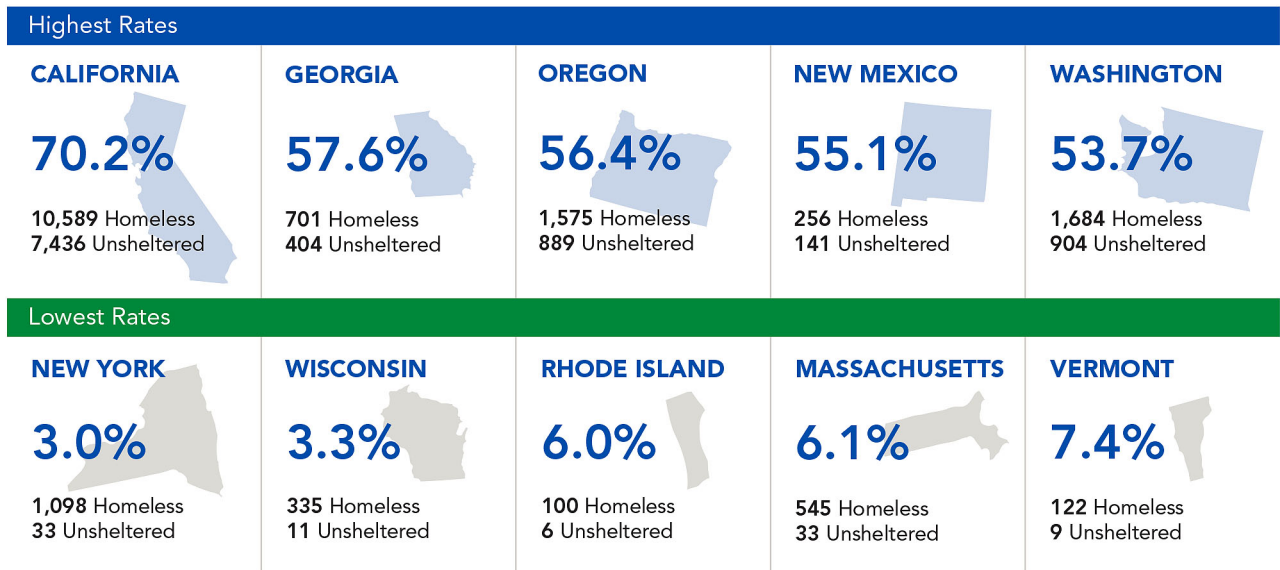 Highest Rates
CALIFORNIA
70.2%
10,589 Homeless
7,436 Unsheltered
GEORGIA
57.6%
701 Homeless
404 Unsheltered
OREGON
56.4%
1,575 Homeless
889 Unsheltered
NEW MEXICO
55.1%
256 Homeless
141 Unsheltered
WASHINGTON
53.7%
1,684 Homeless
904 Unsheltered
Lowest Rates
NEW YORK
3.0%
1,098 Homeless
33 Unsheltered
WISCONSIN
3.3%
335 Homeless
11 Unsheltered
RHODE ISLAND
6.0%
100 Homeless
6 Unsheltered
MASSACHUSETTS
6.1%
545 Homeless
33 Unsheltered
VERMONT
7.4%
122 Homeless
9 Unsheltered